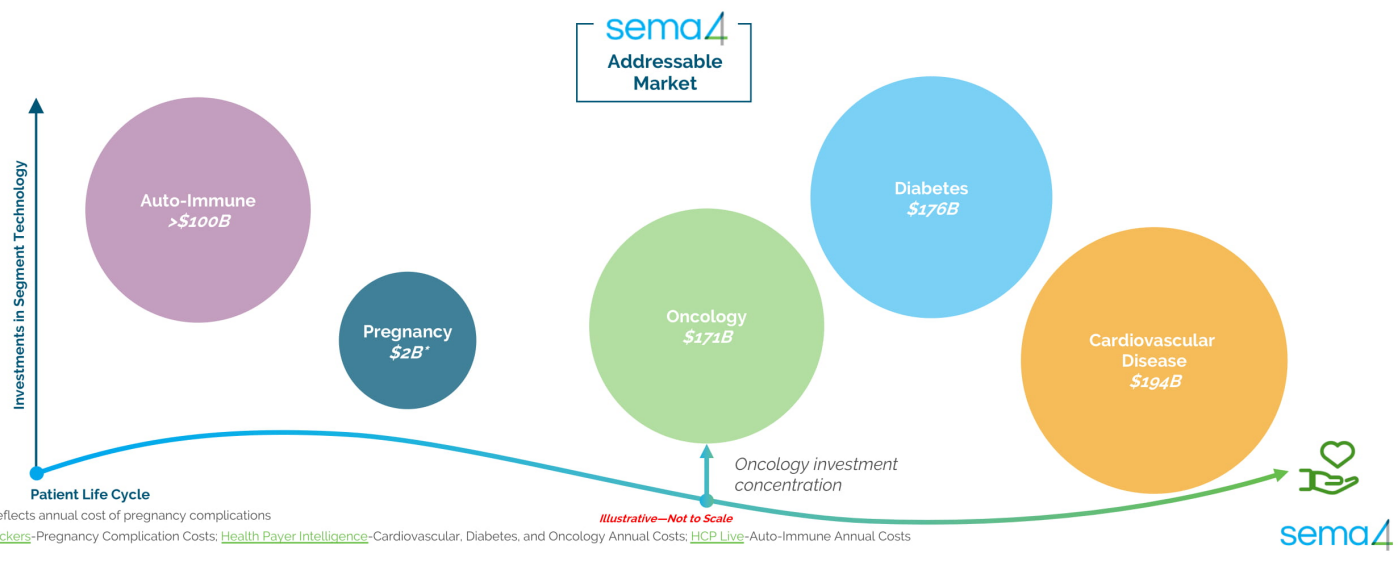 sema4
Addressable
Market
Investments in Segment Technology
Auto-Immune
>$100B
Pregnancy
$2B*
Oncology
$171B
Diabetes
$176B
Cardiovascular
Disease
$194B
Oncology investment
concentration
Patient Life Cycle
Illustrative—Not to Scale
eflects annual cost of pregnancy complications
ckers-Pregnancy Complication Costs; Health Payer Intelligence-Cardiovascular, Diabetes, and Oncology Annual Costs; HCP Live-Auto-Immune Annual Costs
sema4